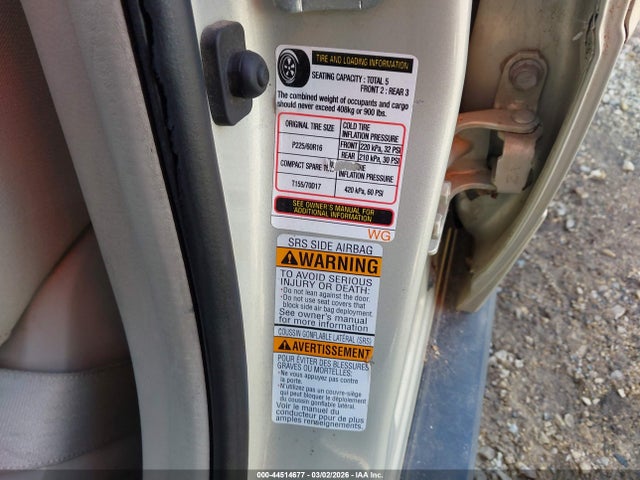 TIRE AND LOADING INFORMATION
SEATING CAPACITY : TOTAL 5
FRONT 2 : REAR 3
The combined weight of occupants and cargo
should never exceed 408kg or 900 lbs.
ORIGINAL TIRE SIZE
COLD TIRE
INFLATION PRESSURE
P225/60R16
FRONT 220 kPa, 32 PSI
REAR 210 kPa, 30 PSI
COMPACT SPARE
INFLATION PRESSURE
T155/70D17
420 kPa, 60 PSI
SEE OWNER'S MANUAL FOR
ADDITIONAL INFORMATION
WG
SRS SIDE AIRBAG
WARNING
TO AVOID SERIOUS
INJURY OR DEATH:
·Do not lean against the door.
·Do not use seat covers that
block side air bag deployment.
See owner's manual
for more information
COUSSIN GONFLABLE LATÉRAL (SRS)
AVERTISSEMENT
POUR ÉVITER DES BLESSURES
GRAVES OU MORTELLES:
·Ne vous appuyez pas contre
la porte.
·N'utilisez pas un couvre-siège
qui peut bloquer le déploiement
du coussin gonflable latéral.
Voir le manuel du
conducteur pour de plus
amples renseignements.
000-44514677 - 03/02/2026 - IAA Inc.